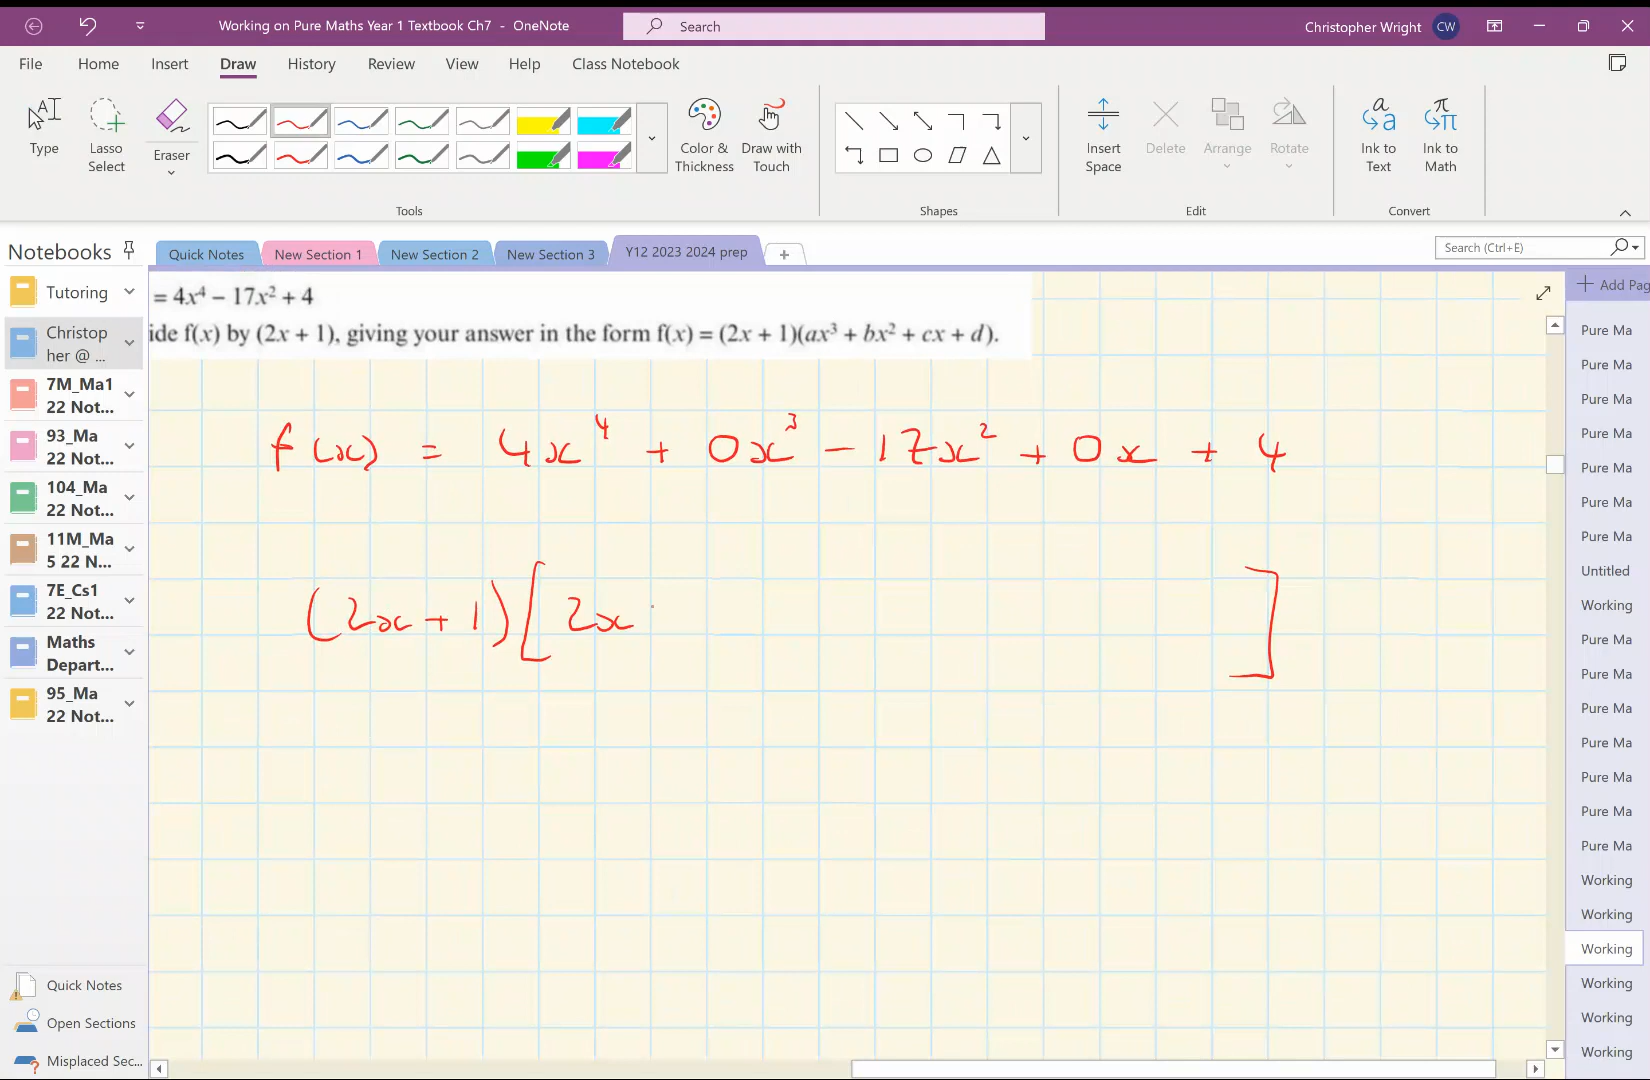 Working on Pure Maths Year 1 Textbook Ch7 - OneNote
Search
Christopher Wright CW
File Home Insert Draw History Review View Help Class Notebook
Type
Lasso Select
Eraser
Color & Thickness
Draw with Touch
Insert Space
Delete
Arrange
Rotate
Ink to Text
Ink to Math
Tools Shapes Edit Convert
Notebooks
Quick Notes New Section 1 New Section 2 New Section 3 Y12 2023 2024 prep +
Search (Ctrl+E)
Add Pag
Tutoring
Christop
her @ ...
7M_Ma1
22 Not...
93_Ma
22 Not...
104_Ma
22 Not...
11M_Ma
5 22 N...
7E_Cs1
22 Not...
Maths
Depart...
95_Ma
22 Not...
Quick Notes
Open Sections
Misplaced Sec...
= 4x⁴ − 17x² + 4
ide f(x) by (2x + 1), giving your answer in the form f(x) = (2x + 1)(ax³ + bx² + cx + d).
f(x) = 4x⁴ + 0x³ − 17x² + 0x + 4
(2x + 1)[ 2x ]
Pure Ma
Pure Ma
Pure Ma
Pure Ma
Pure Ma
Pure Ma
Pure Ma
Untitled
Working
Pure Ma
Pure Ma
Pure Ma
Pure Ma
Pure Ma
Pure Ma
Pure Ma
Working
Working
Working
Working
Working
Working